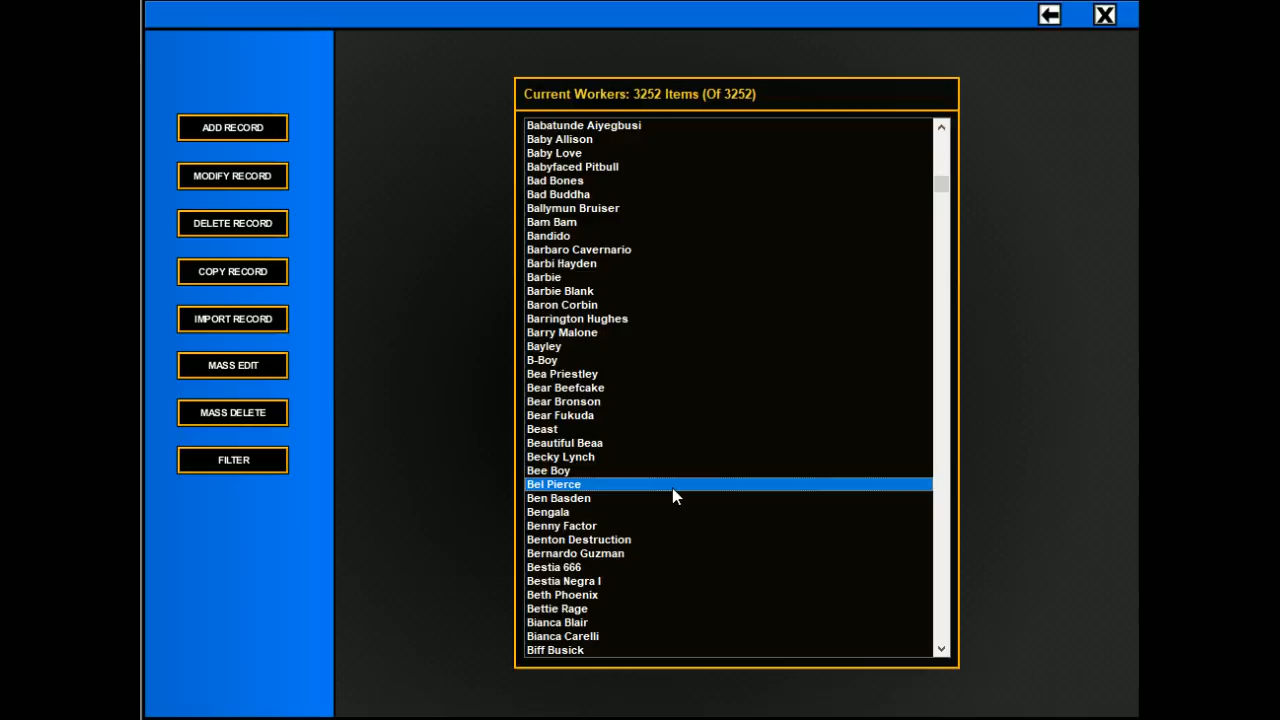 ADD RECORD
MODIFY RECORD
DELETE RECORD
COPY RECORD
IMPORT RECORD
MASS EDIT
MASS DELETE
FILTER
Current Workers: 3252 Items (Of 3252)
Babatunde Aiyegbusi
Baby Allison
Baby Love
Babyfaced Pitbull
Bad Bones
Bad Buddha
Ballymun Bruiser
Bam Bam
Bandido
Barbaro Cavernario
Barbi Hayden
Barbie
Barbie Blank
Baron Corbin
Barrington Hughes
Barry Malone
Bayley
B-Boy
Bea Priestley
Bear Beefcake
Bear Bronson
Bear Fukuda
Beast
Beautiful Beaa
Becky Lynch
Bee Boy
Bel Pierce
Ben Basden
Bengala
Benny Factor
Benton Destruction
Bernardo Guzman
Bestia 666
Bestia Negra I
Beth Phoenix
Bettie Rage
Bianca Blair
Bianca Carelli
Biff Busick